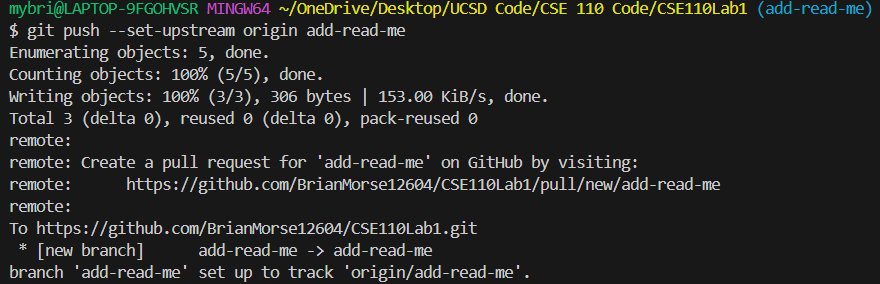 mybri@LAPTOP-9FGOHVSR MINGW64 ~/OneDrive/Desktop/UCSD Code/CSE 110 Code/CSE110Lab1 (add-read-me)
$ git push --set-upstream origin add-read-me
Enumerating objects: 5, done.
Counting objects: 100% (5/5), done.
Writing objects: 100% (3/3), 306 bytes | 153.00 KiB/s, done.
Total 3 (delta 0), reused 0 (delta 0), pack-reused 0
remote:
remote: Create a pull request for 'add-read-me' on GitHub by visiting:
remote:      https://github.com/BrianMorse12604/CSE110Lab1/pull/new/add-read-me
remote:
To https://github.com/BrianMorse12604/CSE110Lab1.git
 * [new branch]      add-read-me -> add-read-me
branch 'add-read-me' set up to track 'origin/add-read-me'.